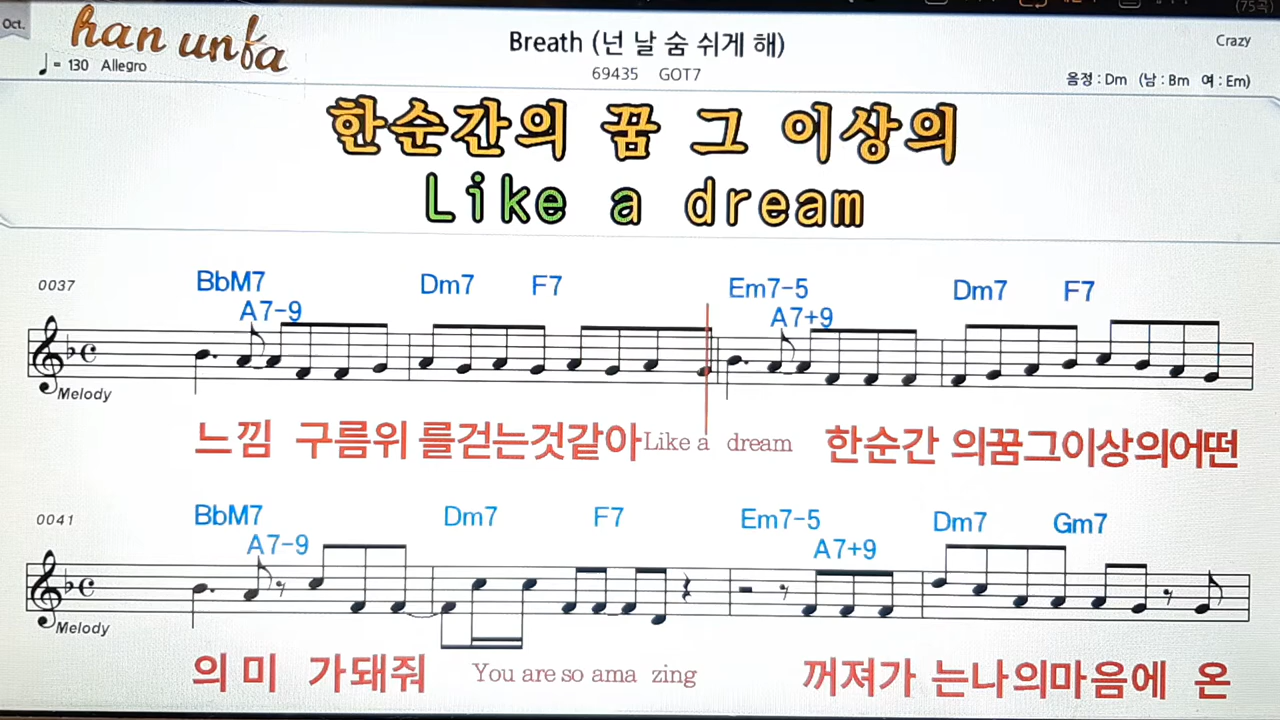 (75곡)
Oct.
han unfa
Breath (넌 날 숨 쉬게 해)
Crazy
♩ = 130 Allegro
69435 GOT7
음정 : Dm (남 : Bm 여 : Em)
한순간의 꿈 그 이상의
Like a dream
0037
BbM7 Dm7 F7 Em7-5 Dm7 F7
A7-9 A7+9
Melody
느낌 구름위 를걷는것같아 Like a dream 한순간 의꿈그이상의어떤
0041
BbM7 Dm7 F7 Em7-5 Dm7 Gm7
A7-9 A7+9
Melody
의 미 가돼줘 You are so ama zing 꺼져가 는나의마음에 온